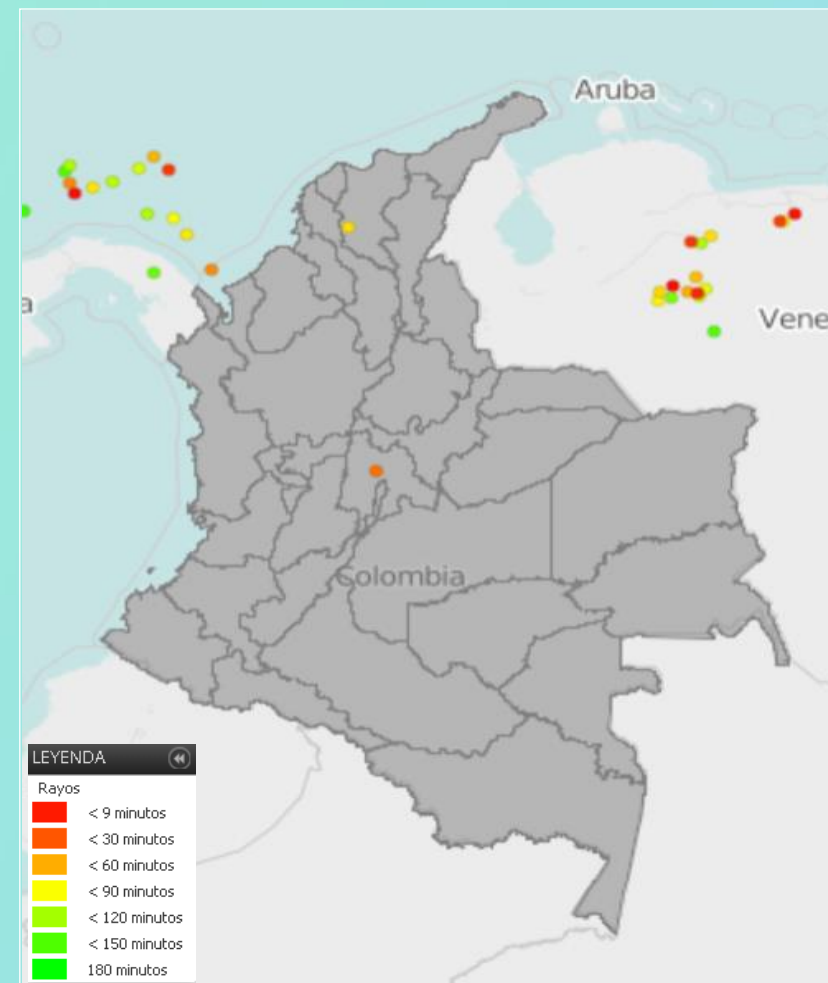 Aruba
a
Vene
Colombia
LEYENDA
Rayos
< 9 minutos
< 30 minutos
< 60 minutos
< 90 minutos
< 120 minutos
< 150 minutos
180 minutos